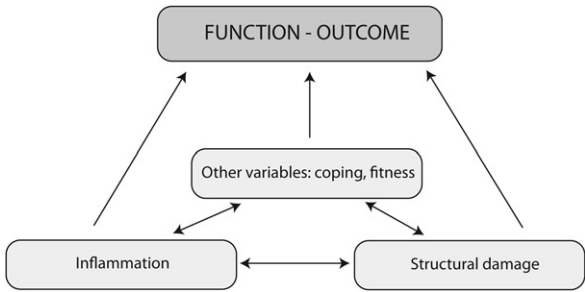 FUNCTION - OUTCOME
Other variables: coping, fitness
Inflammation
Structural damage